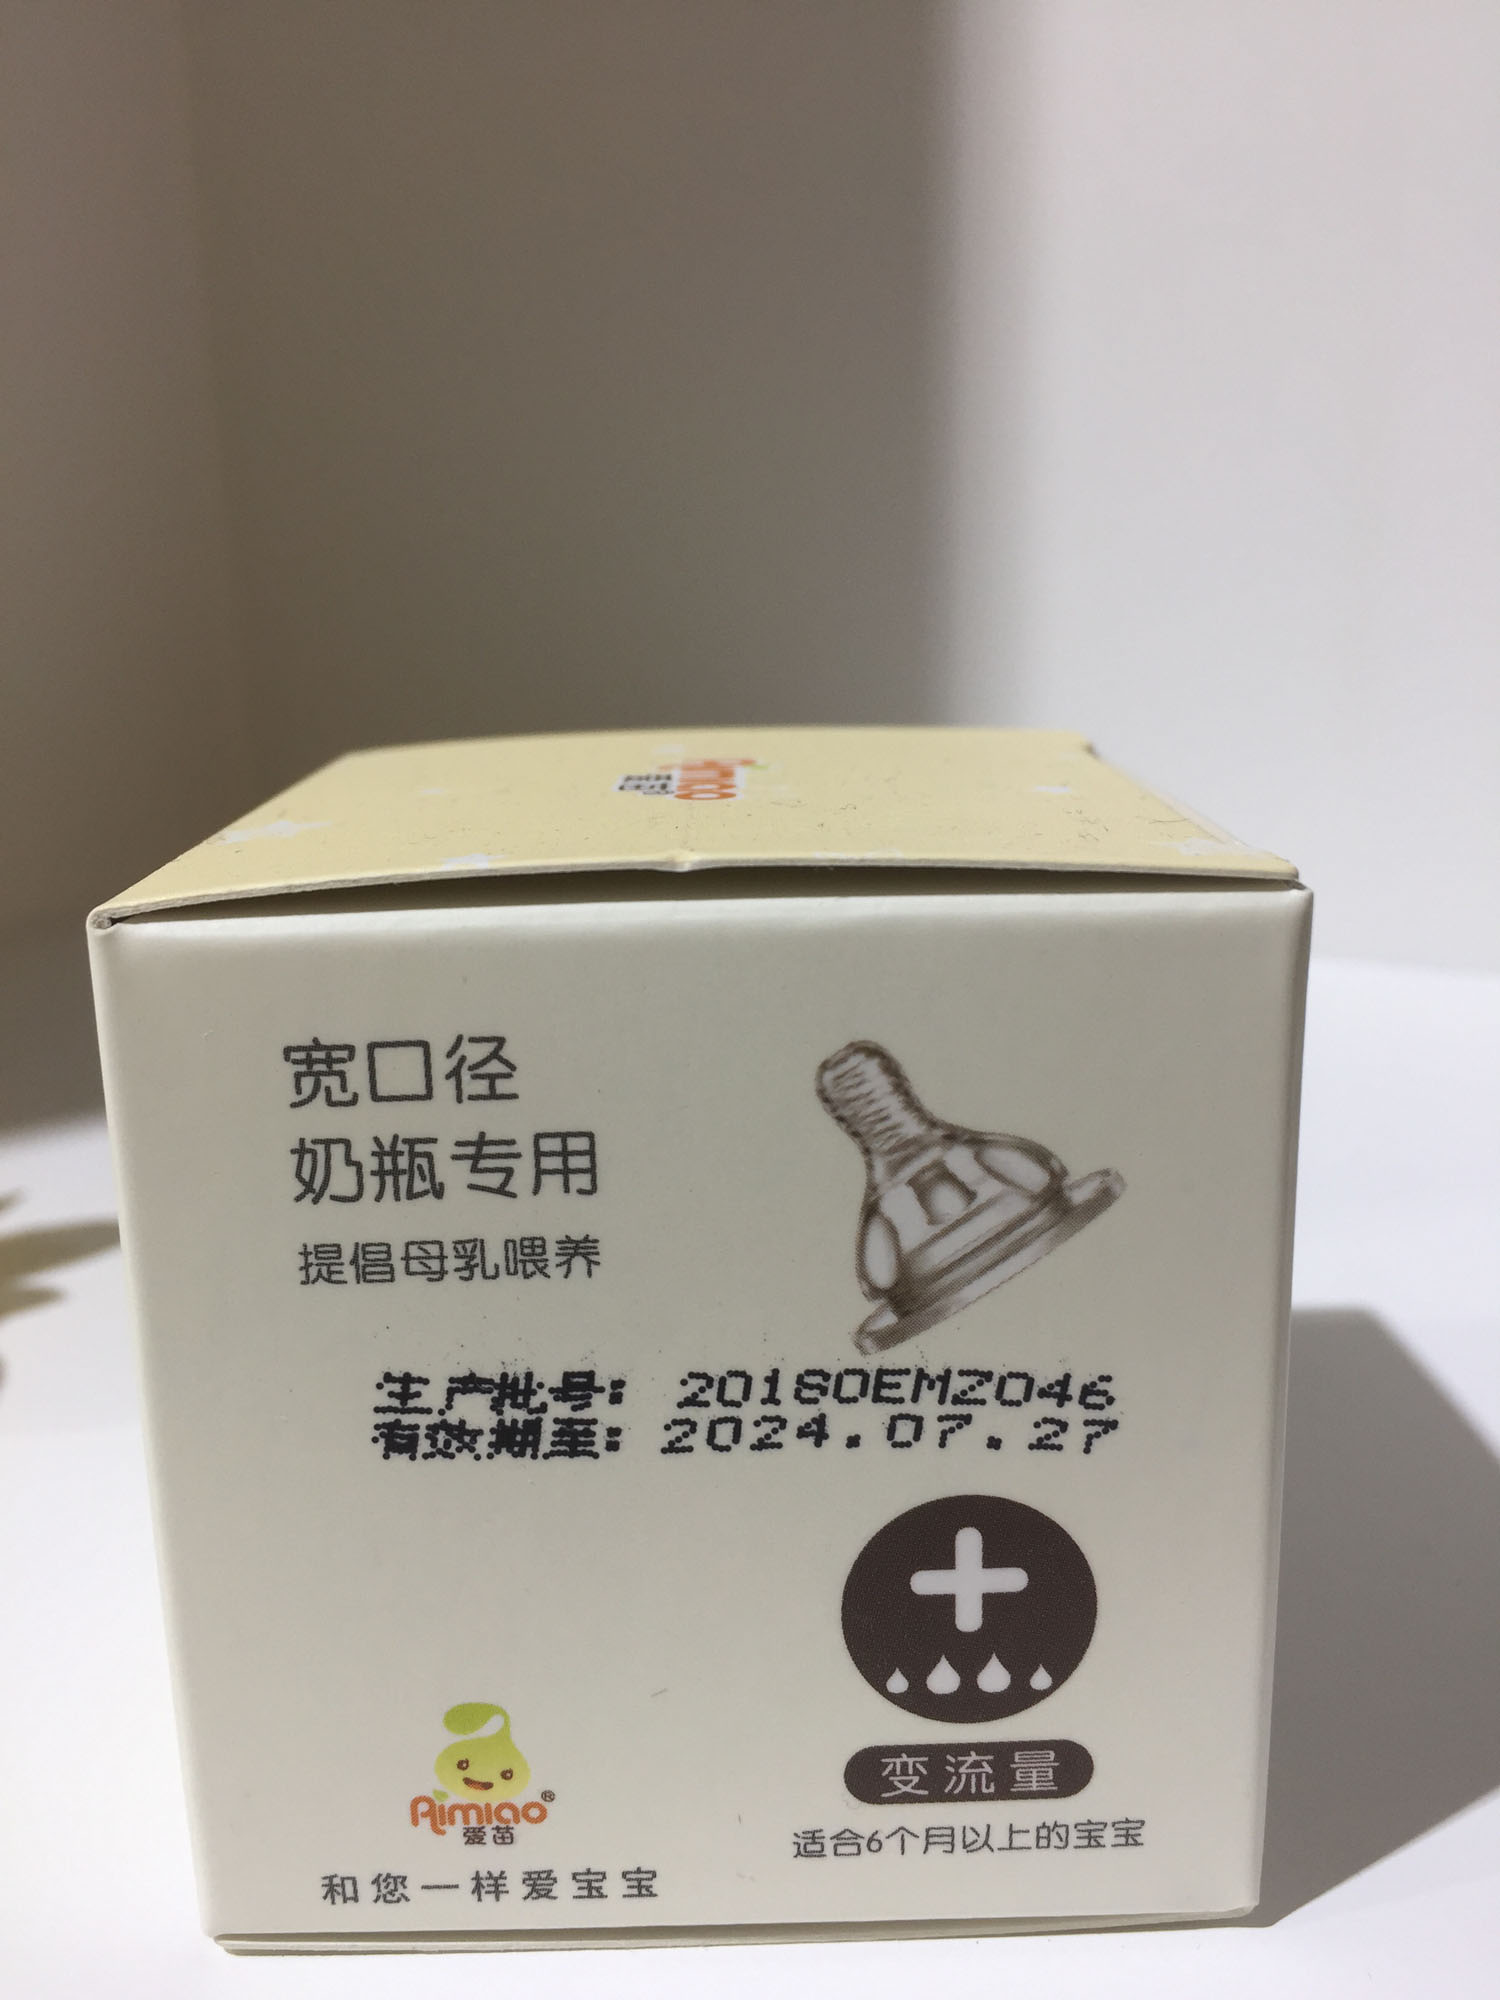 Aimiao
宽口径
奶瓶专用
提倡母乳喂养
生产批号: 20180EMZ046
有效期至: 2024.07.27
变流量
适合6个月以上的宝宝
Aimiao®
爱苗
和您一样爱宝宝